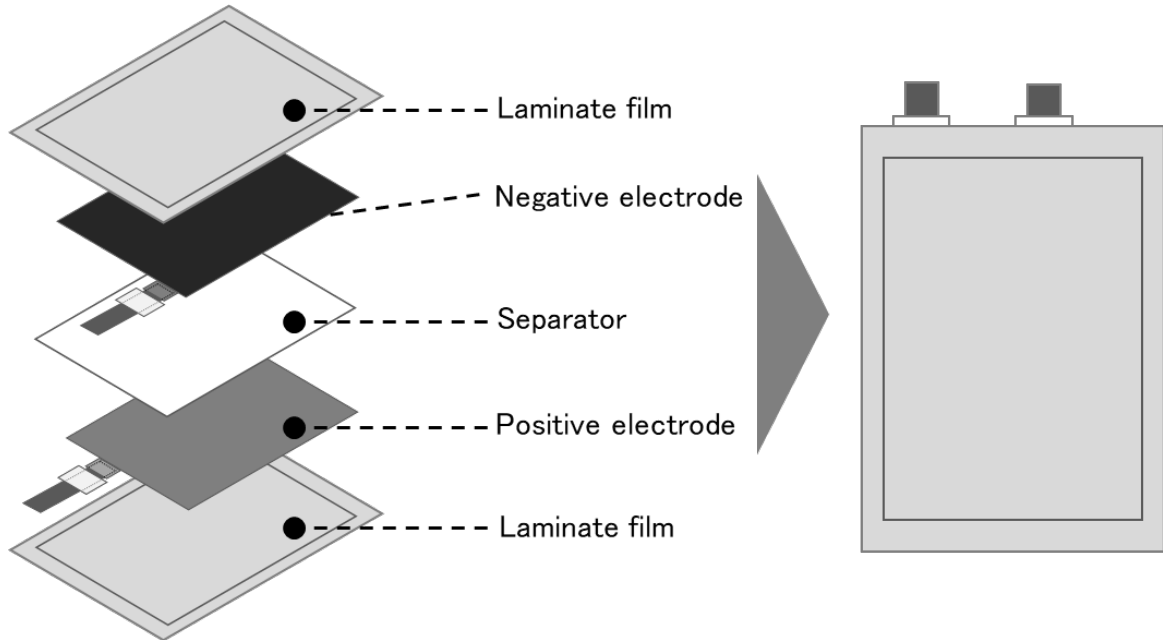 Laminate film
Negative electrode
Separator
Positive electrode
Laminate film